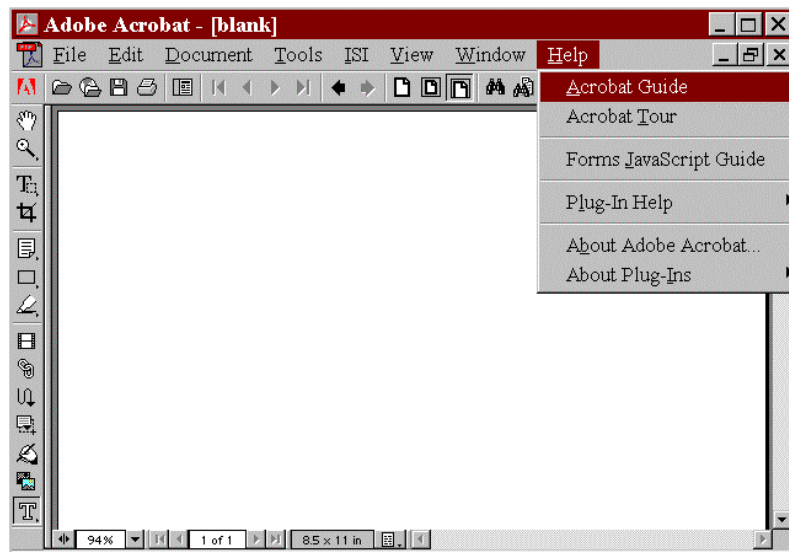 Adobe Acrobat - [blank]
File Edit Document Tools ISI View Window Help
Acrobat Guide
Acrobat Tour
Forms JavaScript Guide
Plug-In Help
About Adobe Acrobat...
About Plug-Ins
94% 1 of 1 8.5 x 11 in